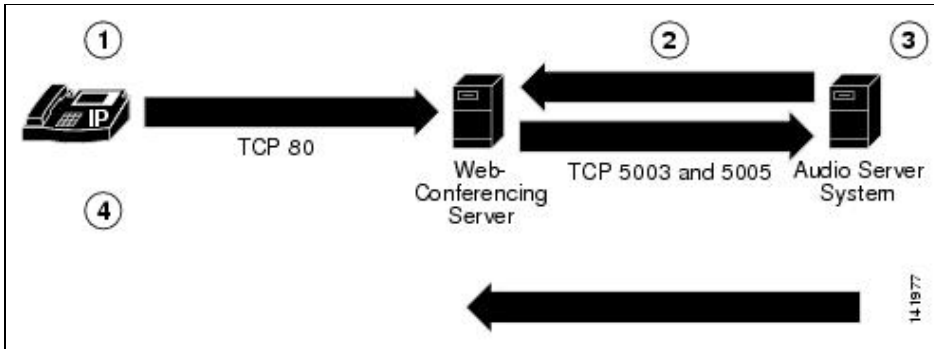 1
2
3
IP
TCP 80
Web-
Conferencing
Server
TCP 5003 and 5005
Audio Server
System
4
141977